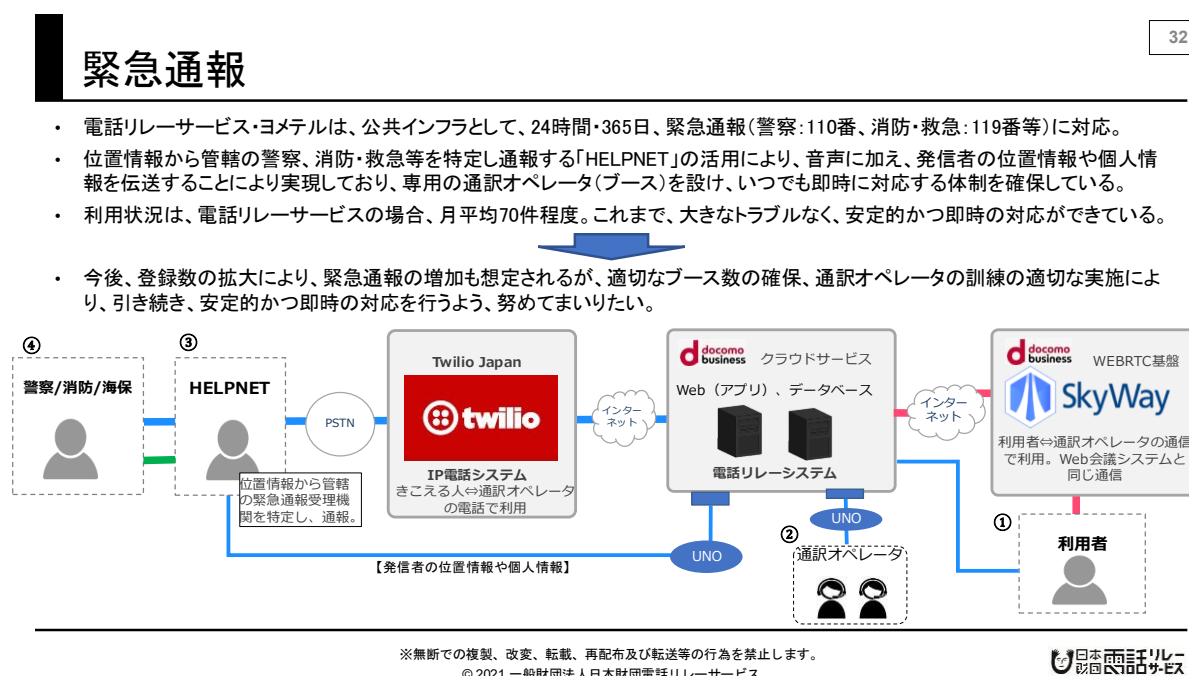 32
緊急通報
• 電話リレーサービス・ヨメテルは、公共インフラとして、24時間・365日、緊急通報（警察：110番、消防・救急：119番等）に対応。
• 位置情報から管轄の警察、消防・救急等を特定し通報する「HELPNET」の活用により、音声に加え、発信者の位置情報や個人情
報を伝送することにより実現しており、専用の通訳オペレータ（ブース）を設け、いつでも即時に対応する体制を確保している。
• 利用状況は、電話リレーサービスの場合、月平均70件程度。これまで、大きなトラブルなく、安定的かつ即時の対応ができている。
• 今後、登録数の拡大により、緊急通報の増加も想定されるが、適切なブース数の確保、通訳オペレータの訓練の適切な実施によ
り、引き続き、安定的かつ即時の対応を行うよう、努めてまいりたい。
④
警察/消防/海保
③
HELPNET
位置情報から管轄
の緊急通報受理機
関を特定し、通報。
PSTN
Twilio Japan
twilio
IP電話システム
きこえる人⇔通訳オペレータ
の電話で利用
インター
ネット
docomo
business
クラウドサービス
Web（アプリ）、データベース
電話リレーシステム
インター
ネット
docomo
business
WEBRTC基盤
SkyWay
利用者⇔通訳オペレータの通信
で利用。Web会議システムと
同じ通信
①
利用者
UNO
②
通訳オペレータ
UNO
【発信者の位置情報や個人情報】
※無断での複製、改変、転載、再配布及び転送等の行為を禁止します。
© 2021 一般財団法人日本財団電話リレーサービス
日本
財団
電話リレー
サービス